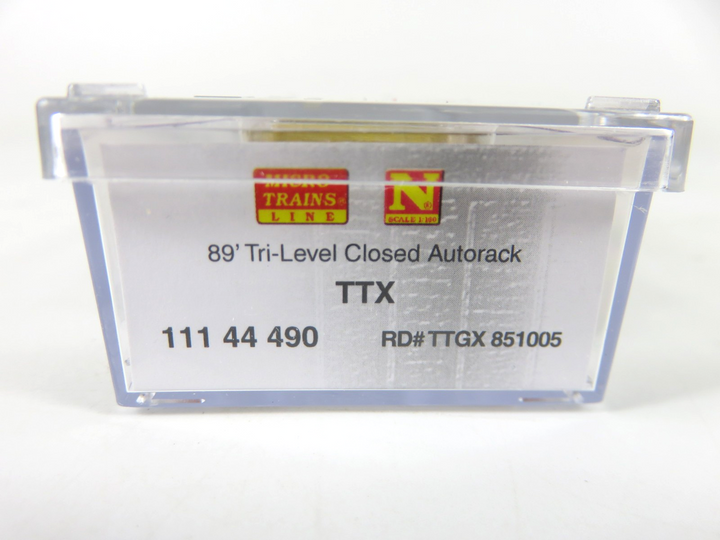 MICRO
TRAINS®
LINE
N®
SCALE 1:160
89' Tri-Level Closed Autorack
TTX
111 44 490
RD# TTGX 851005